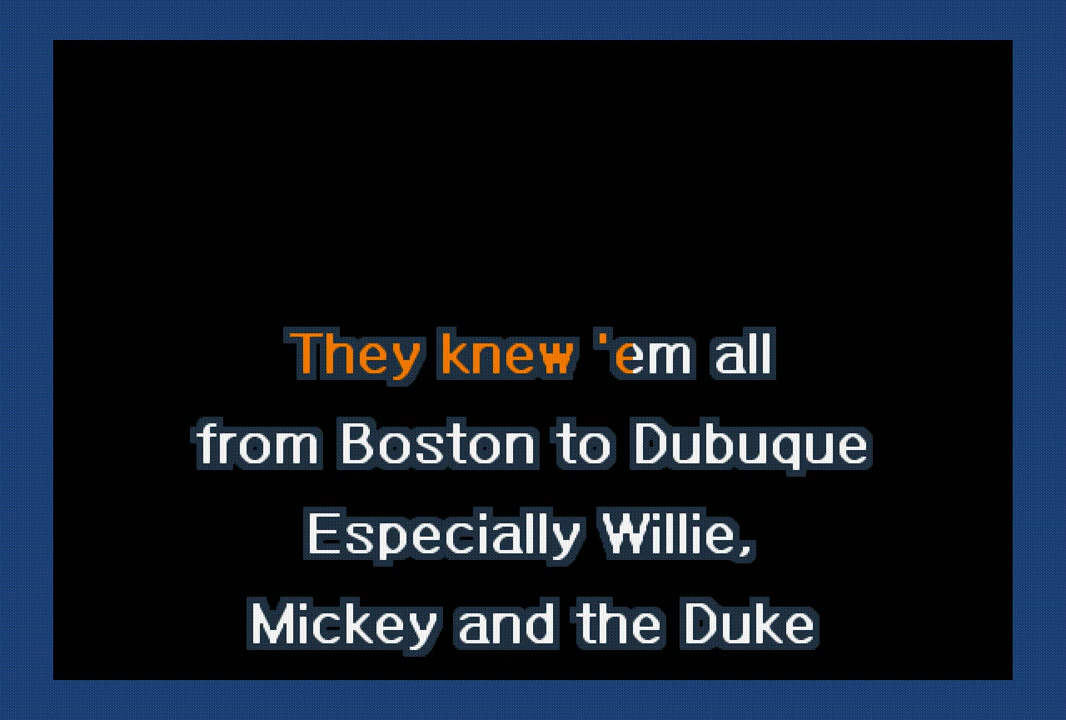 They knew 'em all
from Boston to Dubuque
Especially Willie,
Mickey and the Duke